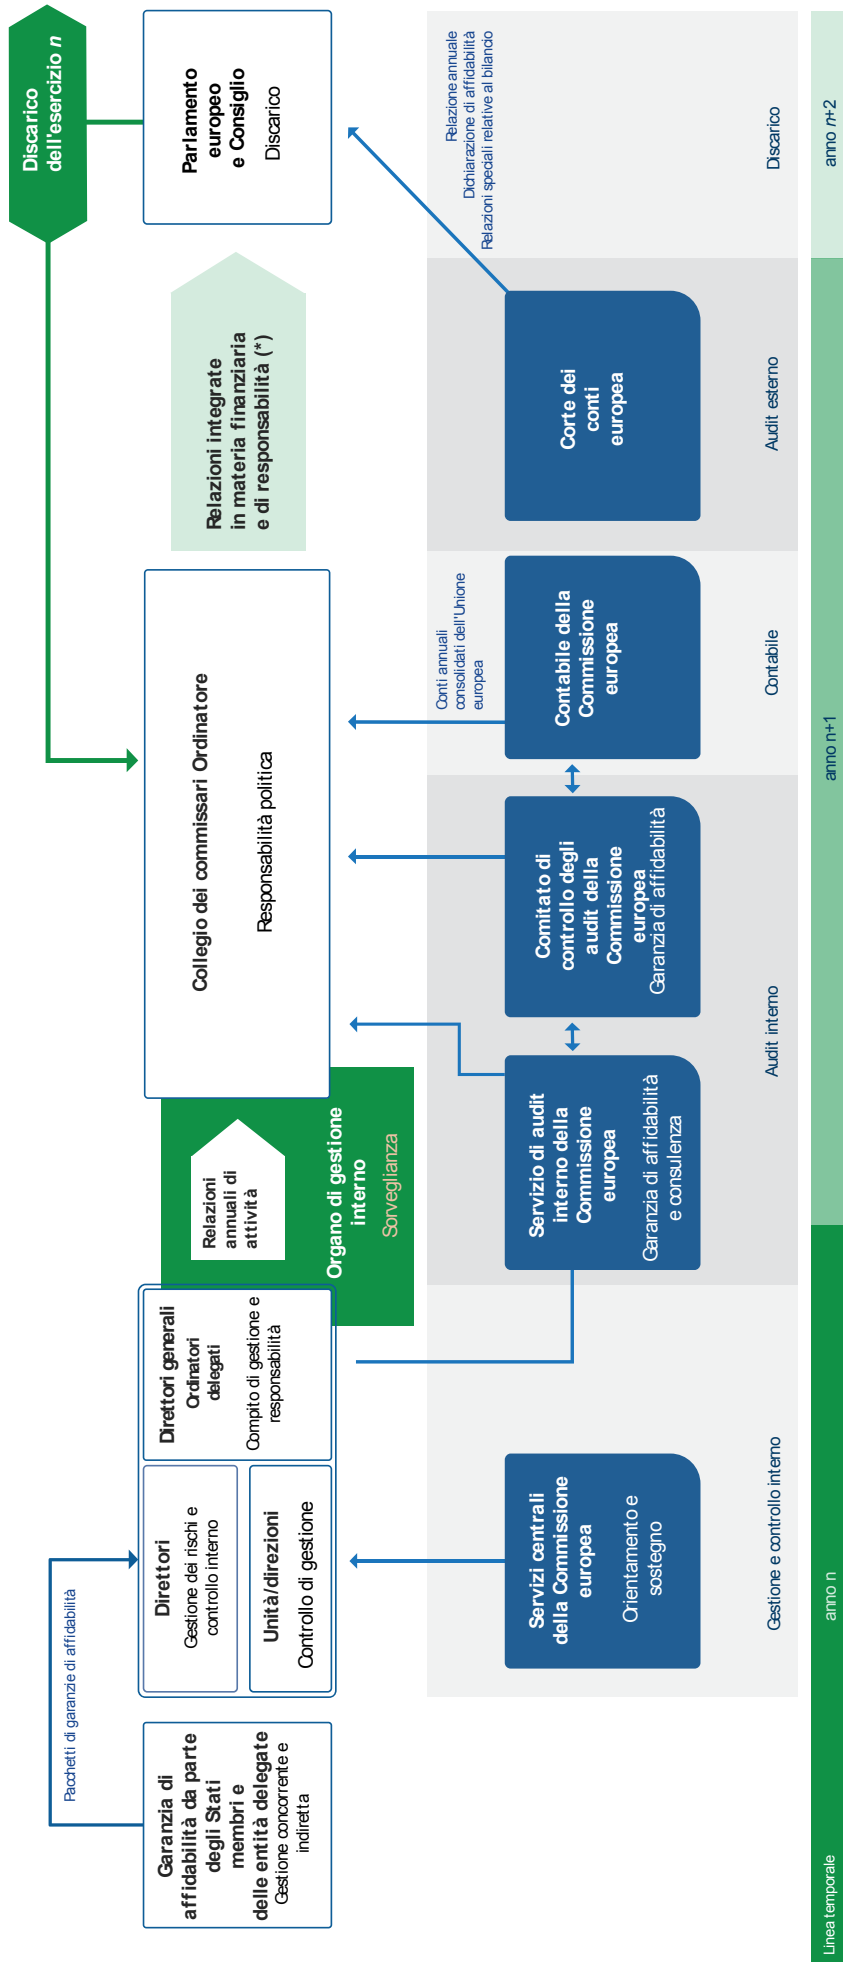 Garanzia di
affidabilità da parte
degli Stati
membri e
delle entità delegate
Gestione concorrente e
indiretta
Pacchetti di garanzie di affidabilità
Direttori
Gestione dei rischi e
controllo interno
Unità/direzioni
Controllo di gestione
Direttori generali
Ordinatori
delegati
Compito di gestione e
responsabilità
Relazioni
annuali di
attività
Organo di gestione
interno
Sorveglianza
Collegio dei commissari Ordinatore
Responsabilità politica
Relazioni integrate
in materia finanziaria
e di responsabilità (*)
Parlamento
europeo
e Consiglio
Discarico
Discarico
dell'esercizio n
Servizi centrali
della Commissione
europea
Orientamento e
sostegno
Servizio di audit
interno della
Commissione
europea
Garanzia di affidabilità
e consulenza
Comitato di
controllo degli
audit della
Commissione
europea
Garanzia di affidabilità
Conti annuali
consolidati dell'Unione
europea
Contabile della
Commissione
europea
Corte dei
conti
europea
Relazione annuale
Dichiarazione di affidabilità
Relazioni speciali relative al bilancio
Gestione e controllo interno
Audit interno
Contabile
Audit esterno
Discarico
Linea temporale
anno n
anno n+1
anno n+2